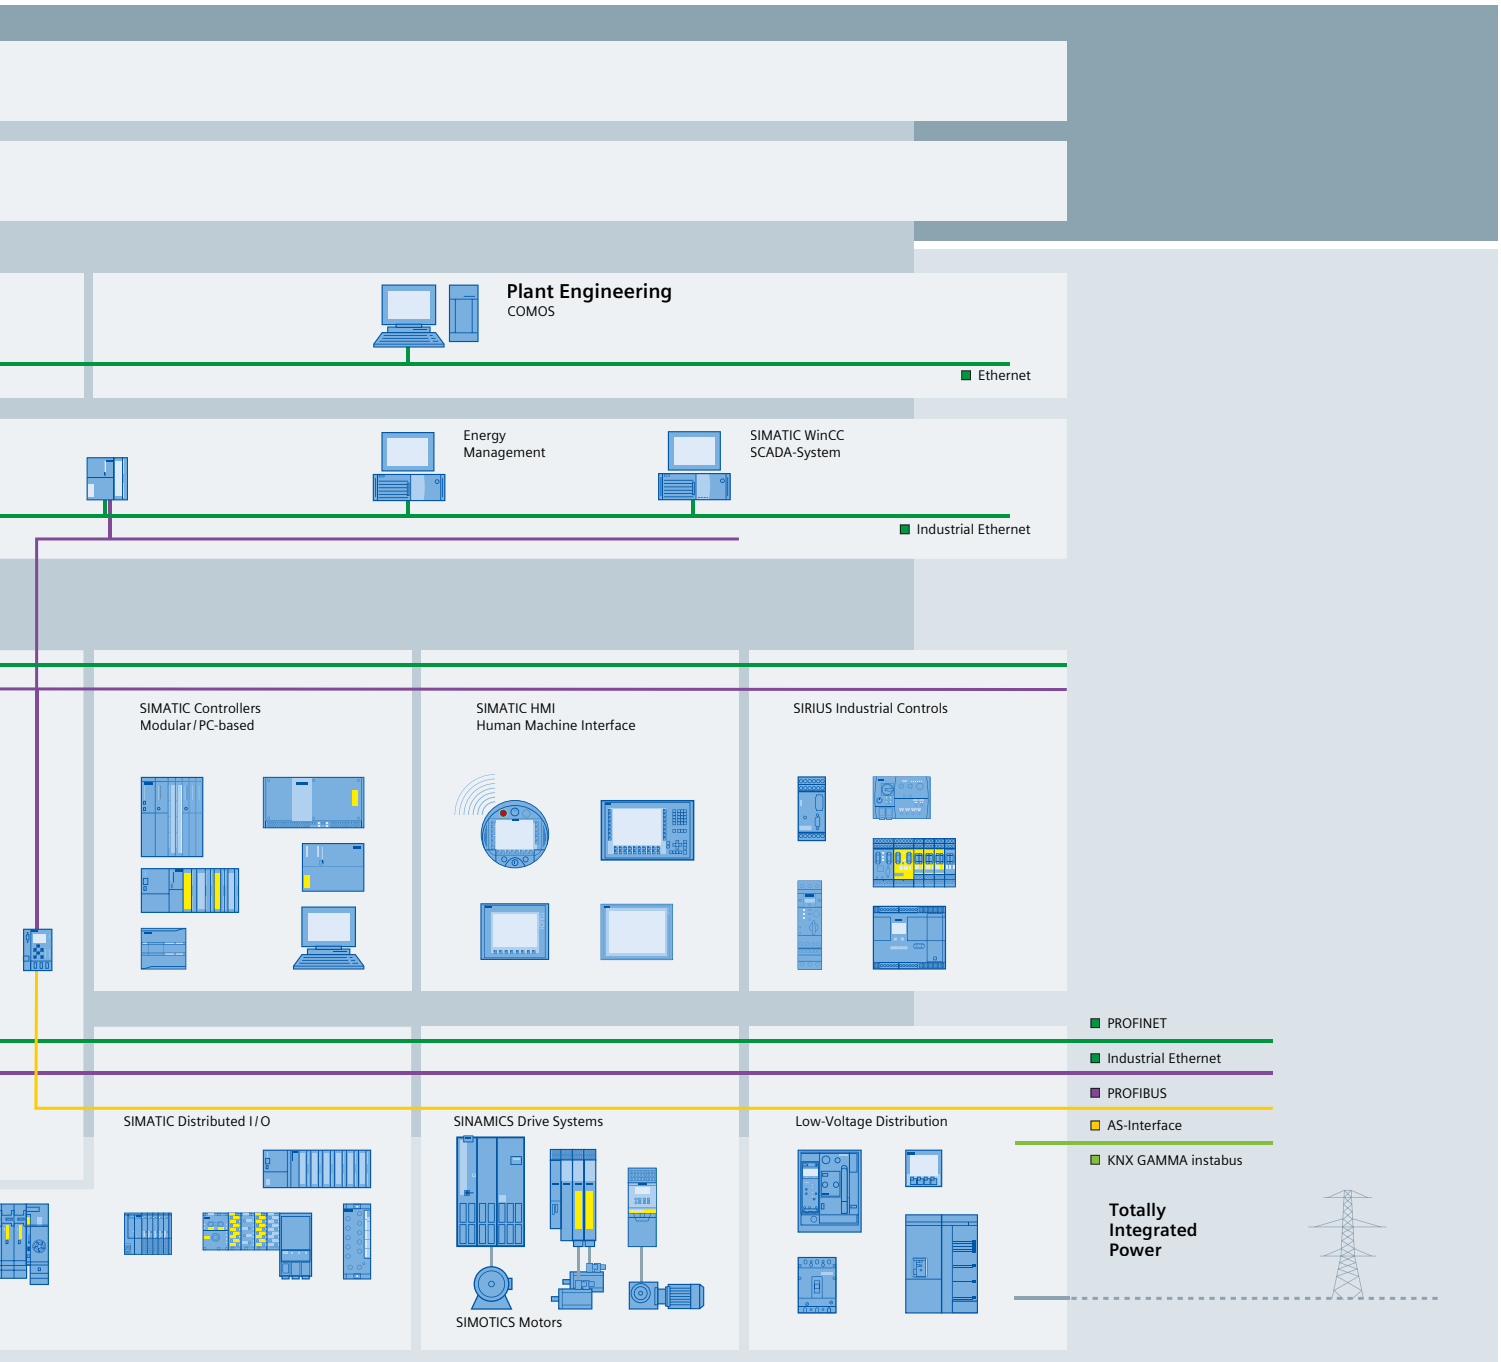 Plant Engineering
COMOS
Ethernet
Energy
Management
SIMATIC WinCC
SCADA-System
Industrial Ethernet
SIMATIC Controllers
Modular/PC-based
SIMATIC HMI
Human Machine Interface
SIRIUS Industrial Controls
PROFINET
Industrial Ethernet
PROFIBUS
AS-Interface
KNX GAMMA instabus
SIMATIC Distributed I/O
SINAMICS Drive Systems
Low-Voltage Distribution
SIMOTICS Motors
Totally
Integrated
Power